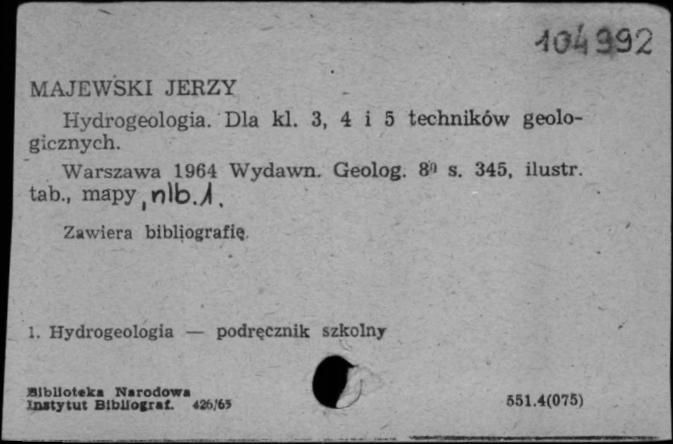 104992
MAJEWSKI JERZY
Hydrogeologia. Dla kl. 3, 4 i 5 techników geolo-
gicznych.
Warszawa 1964 Wydawn. Geolog. 8⁰ s. 345, ilustr.
tab., mapy, nlb. 1.
Zawiera bibliografię.
1. Hydrogeologia — podręcznik szkolny
Biblioteka Narodowa
Instytut Bibliograf. 426/65
551.4(075)